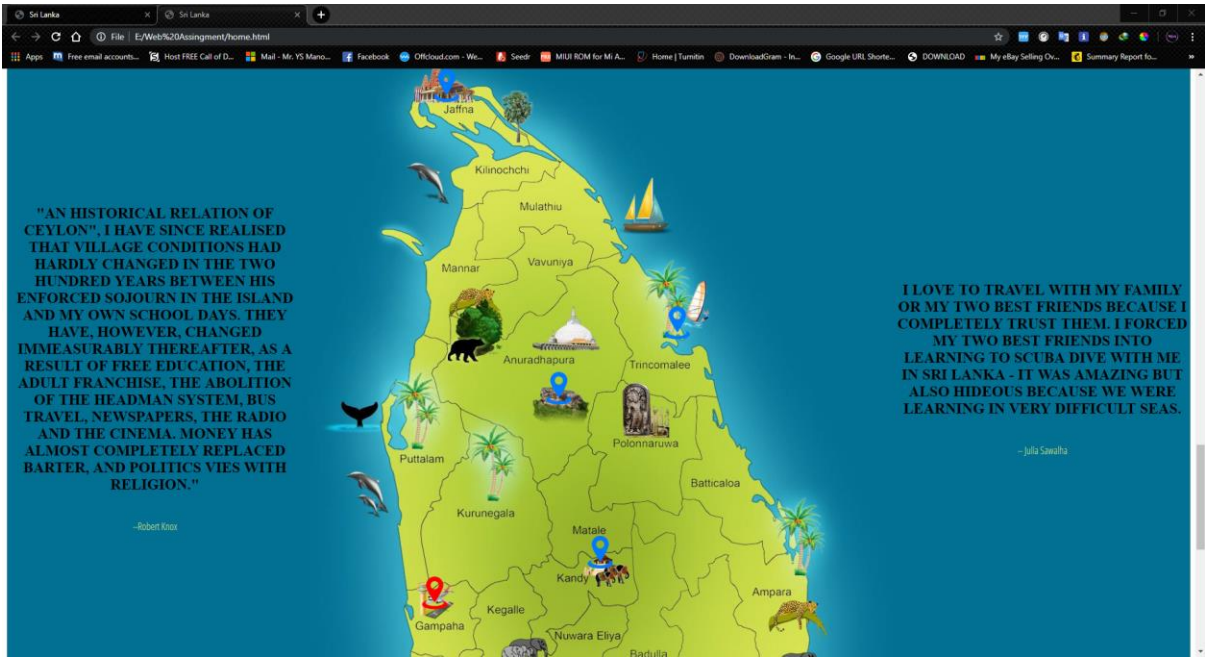 Sri Lanka
Sri Lanka
File | E:/Web%20Assingment/home.html
Apps
Free email accounts...
Host FREE Call of D...
Mail - Mr. YS Mano...
Facebook
Offcloud.com - We...
Seedr
MIUI ROM for Mi A...
Home | Turnitin
DownloadGram - In...
Google URL Shorte...
DOWNLOAD
My eBay Selling Ov...
Summary Report fo...
"AN HISTORICAL RELATION OF
CEYLON", I HAVE SINCE REALISED
THAT VILLAGE CONDITIONS HAD
HARDLY CHANGED IN THE TWO
HUNDRED YEARS BETWEEN HIS
ENFORCED SOJOURN IN THE ISLAND
AND MY OWN SCHOOL DAYS. THEY
HAVE, HOWEVER, CHANGED
IMMEASURABLY THEREAFTER, AS A
RESULT OF FREE EDUCATION, THE
ADULT FRANCHISE, THE ABOLITION
OF THE HEADMAN SYSTEM, BUS
TRAVEL, NEWSPAPERS, THE RADIO
AND THE CINEMA. MONEY HAS
ALMOST COMPLETELY REPLACED
BARTER, AND POLITICS VIES WITH
RELIGION."
--Robert Knox
Jaffna
Kilinochchi
Mulathiu
Mannar
Vavuniya
Anuradhapura
Trincomalee
Polonnaruwa
Puttalam
Batticaloa
Kurunegala
Matale
Kandy
Ampara
Kegalle
Gampaha
Nuwara Eliya
Badulla
I LOVE TO TRAVEL WITH MY FAMILY
OR MY TWO BEST FRIENDS BECAUSE I
COMPLETELY TRUST THEM. I FORCED
MY TWO BEST FRIENDS INTO
LEARNING TO SCUBA DIVE WITH ME
IN SRI LANKA - IT WAS AMAZING BUT
ALSO HIDEOUS BECAUSE WE WERE
LEARNING IN VERY DIFFICULT SEAS.
-- Julia Sawalha